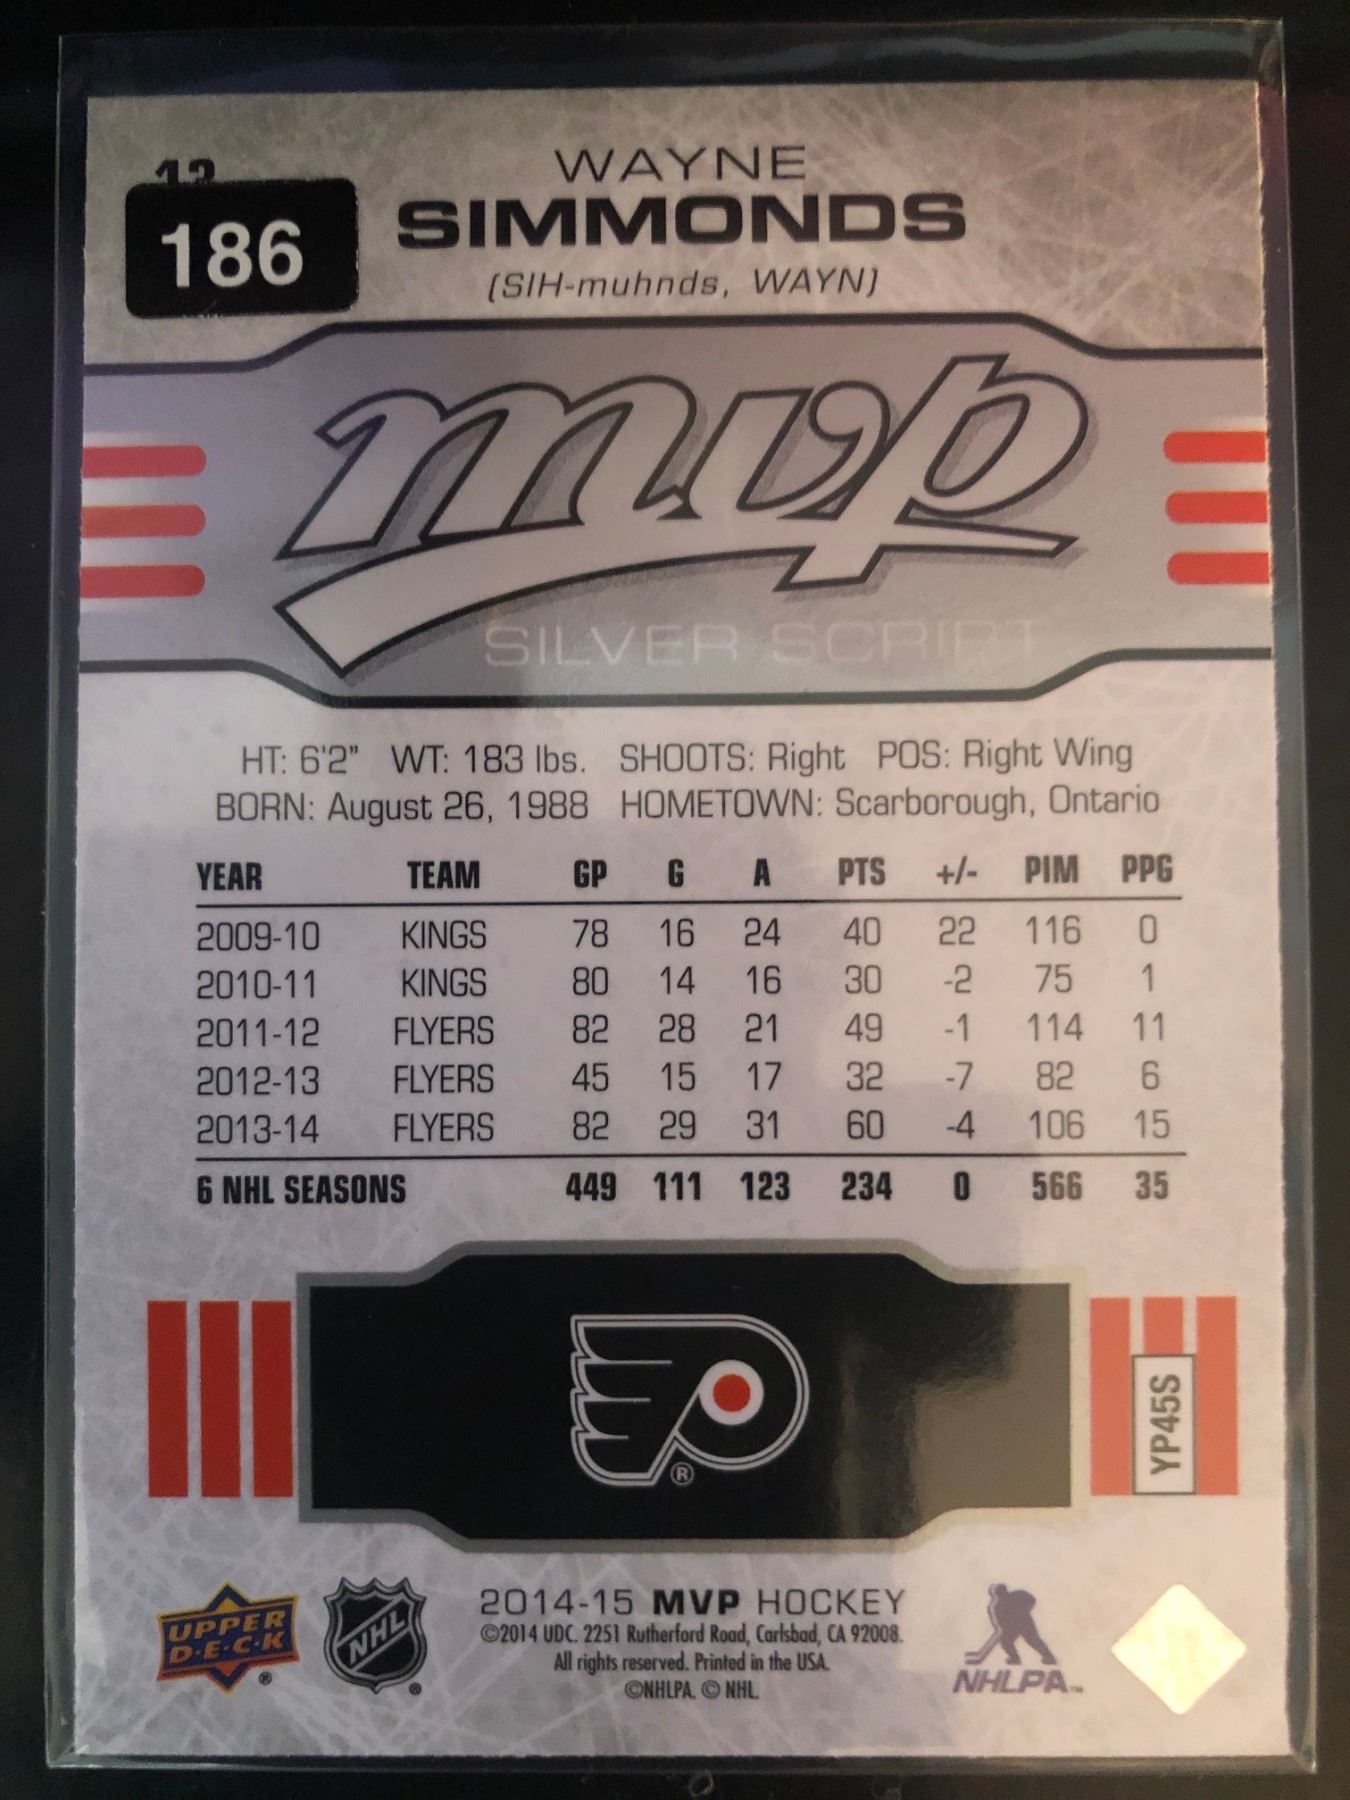 WAYNE
SIMMONDS
186
(SIH-muhnds, WAYN)
mvp
SILVER SCRIPT
HT: 6'2" WT: 183 lbs. SHOOTS: Right POS: Right Wing
BORN: August 26, 1988 HOMETOWN: Scarborough, Ontario
YEAR TEAM GP G A PTS +/- PIM PPG
2009-10 KINGS 78 16 24 40 22 116 0
2010-11 KINGS 80 14 16 30 -2 75 1
2011-12 FLYERS 82 28 21 49 -1 114 11
2012-13 FLYERS 45 15 17 32 -7 82 6
2013-14 FLYERS 82 29 31 60 -4 106 15
6 NHL SEASONS 449 111 123 234 0 566 35
®
YP45S
UPPER
D·E·C·K
®
NHL
®
2014-15 MVP HOCKEY
©2014 UDC. 2251 Rutherford Road, Carlsbad, CA 92008.
All rights reserved. Printed in the USA.
©NHLPA. © NHL.
NHLPA™